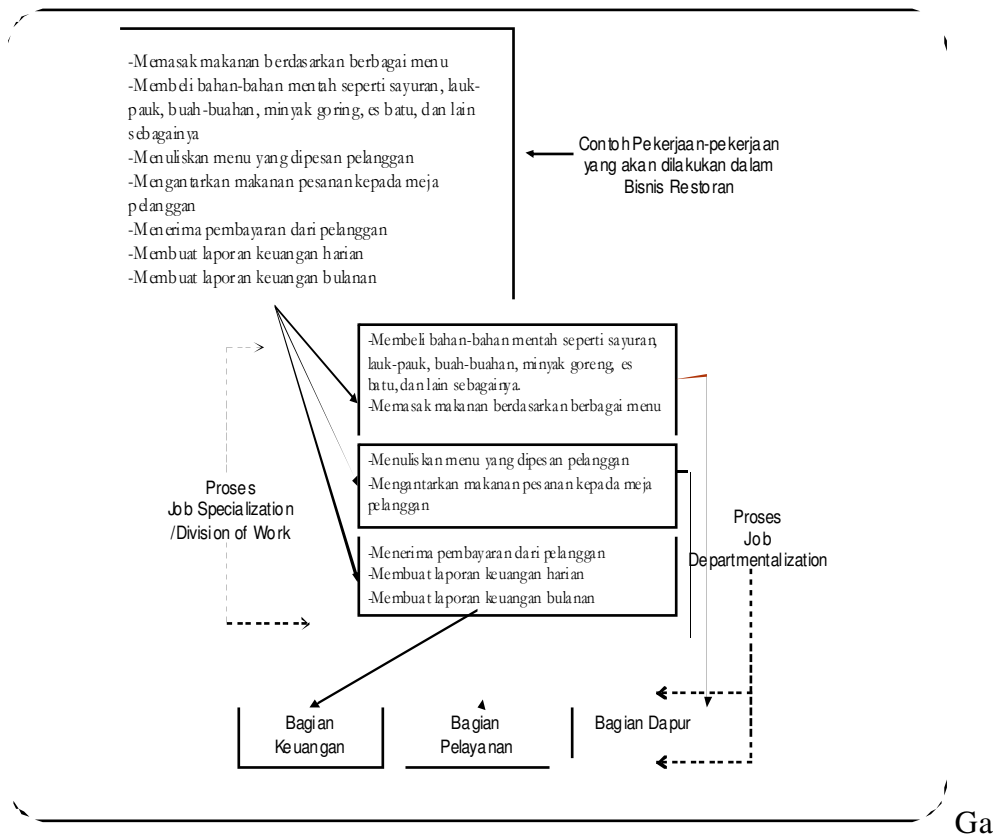 -Memasak makanan berdasarkan berbagai menu
-Membeli bahan-bahan mentah seperti sayuran, lauk-
pauk, buah-buahan, minyak goring, es batu, dan lain
sebagainya
-Menuliskan menu yang dipesan pelanggan
-Mengantarkan makanan pesanan kepada meja
pelanggan
-Menerima pembayaran dari pelanggan
-Membuat laporan keuangan harian
-Membuat laporan keuangan bulanan
Contoh Pekerjaan-pekerjaan
yang akan dilakukan dalam
Bisnis Restoran
-Membeli bahan-bahan mentah seperti sayuran,
lauk-pauk, buah-buahan, minyak goreng, es
batu, dan lain sebagainya.
-Memasak makanan berdasarkan berbagai menu
-Menuliskan menu yang dipesan pelanggan
-Mengantarkan makanan pesanan kepada meja
pelanggan
-Menerima pembayaran dari pelanggan
-Membuat laporan keuangan harian
-Membuat laporan keuangan bulanan
Proses
Job Specialization
/Division of Work
Proses
Job
Departmentalization
Bagian
Keuangan
Bagian
Pelayanan
Bagian Dapur
Ga